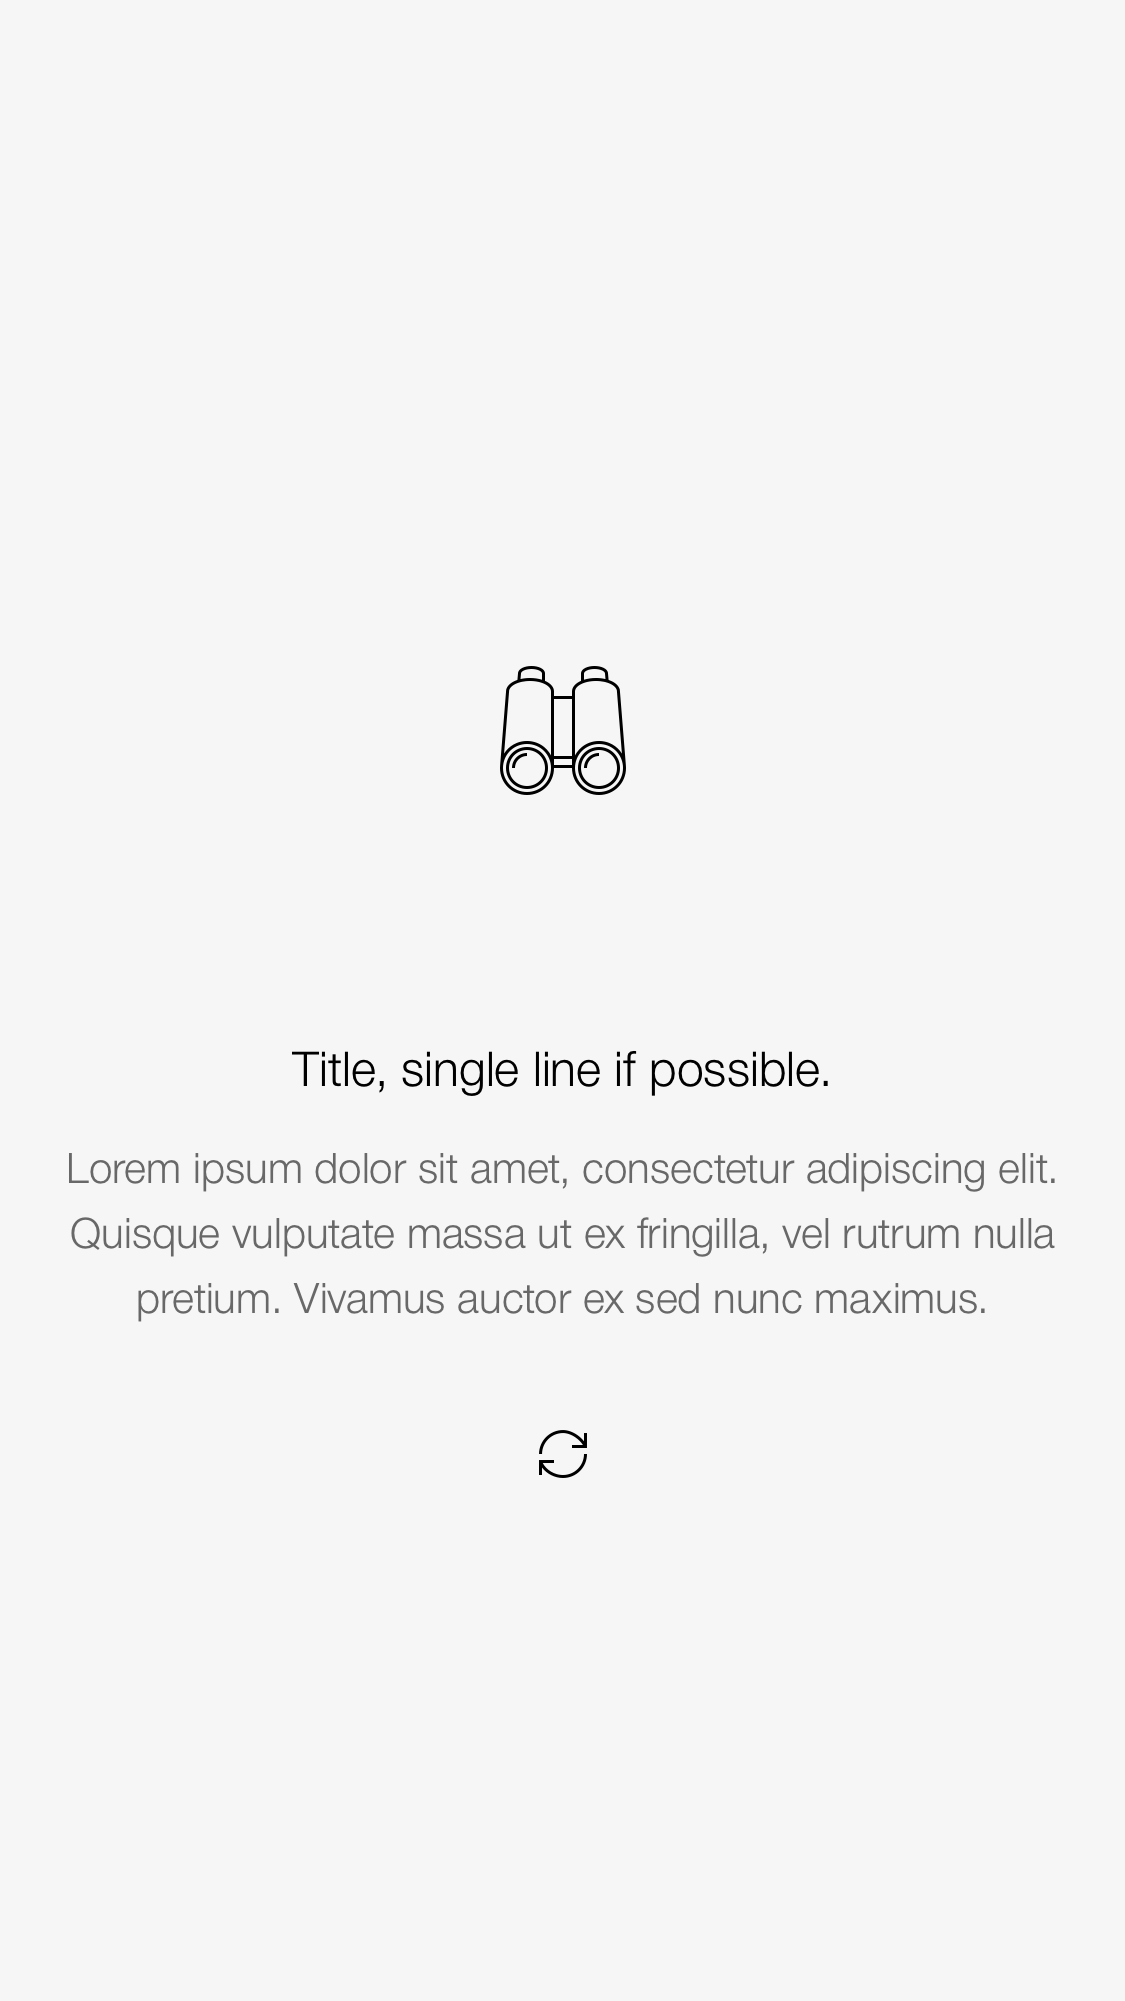 Title, single line if possible.
Lorem ipsum dolor sit amet, consectetur adipiscing elit.
Quisque vulputate massa ut ex fringilla, vel rutrum nulla
pretium. Vivamus auctor ex sed nunc maximus.